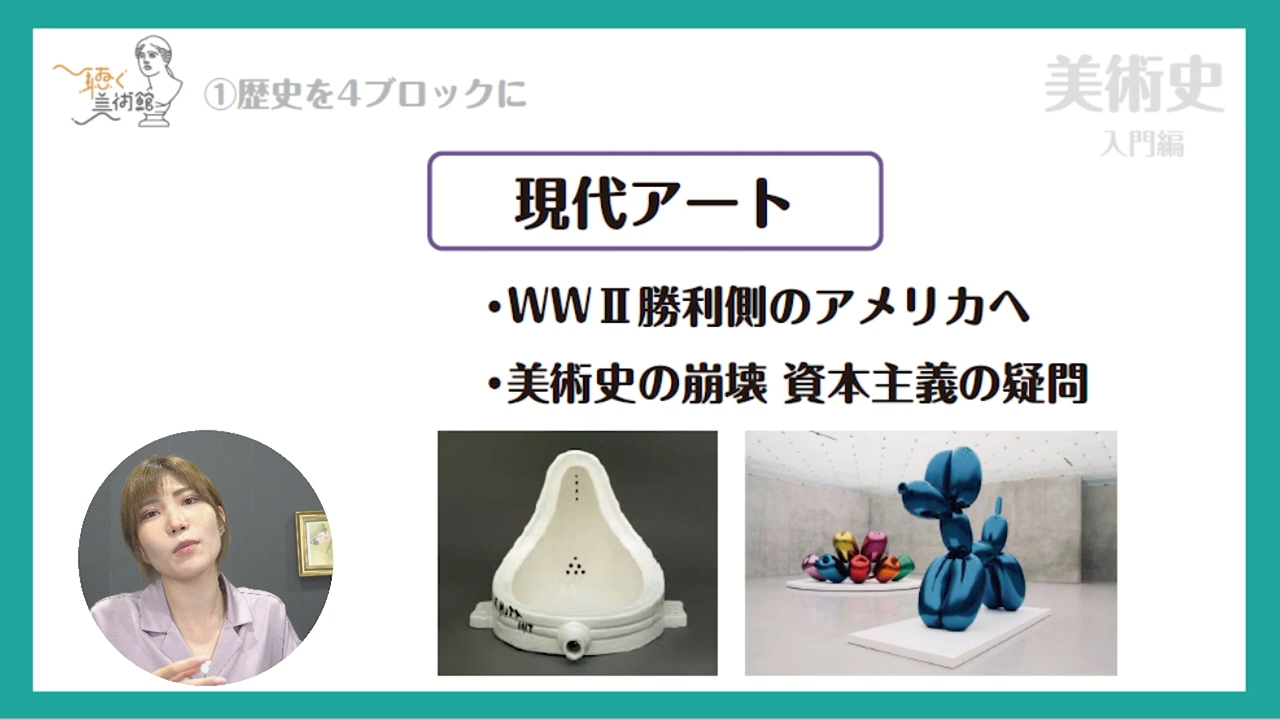 聴く
美術館
①歴史を4ブロックに
美術史
入門編
現代アート
・WWⅡ勝利側のアメリカへ
・美術史の崩壊 資本主義の疑問
R.MUTT
1917